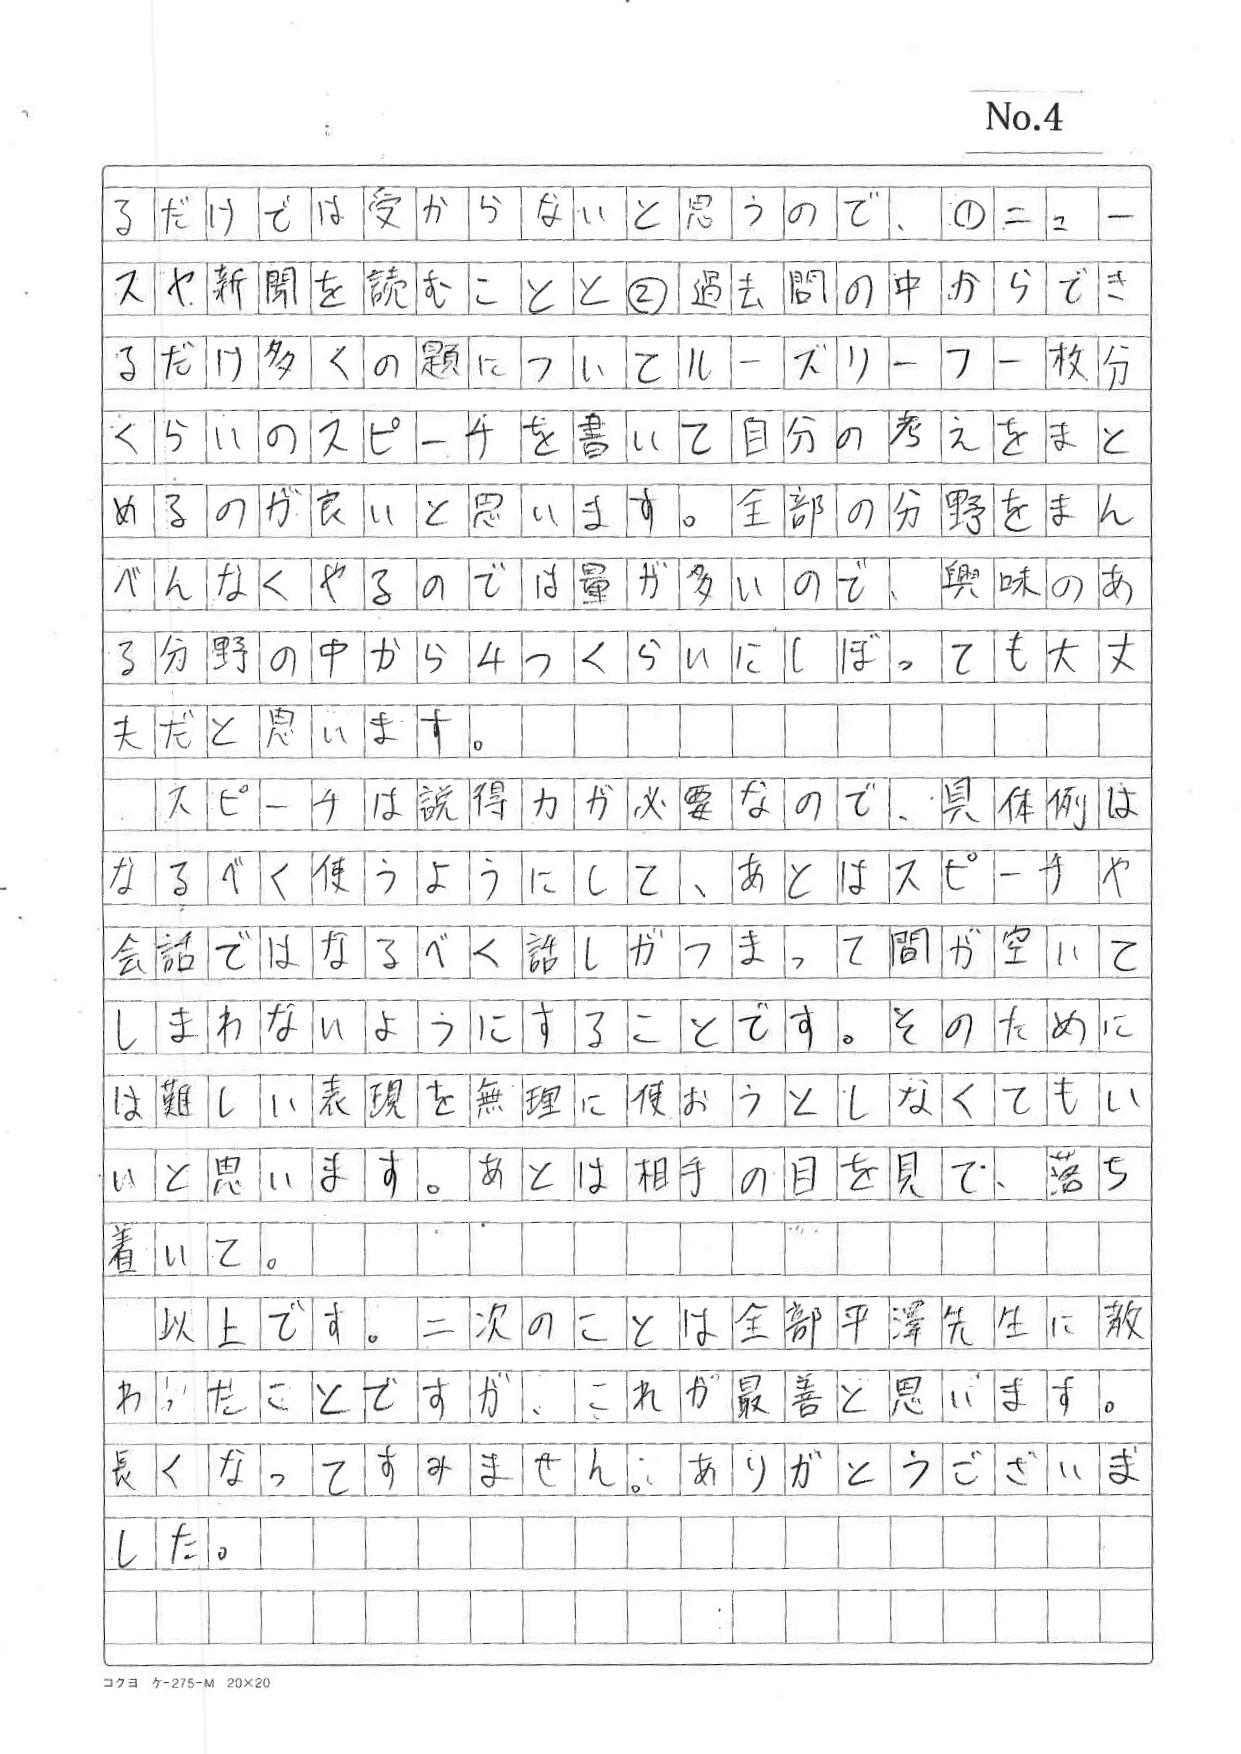 No.4
るだけでは受からないと思うので、①ニュー
スや新聞を読むことと②過去問の中からでき
るだけ多くの題についてルーズリーフ一枚分
くらいのスピーチを書いて自分の考えをまと
めるのが良いと思います。全部の分野をまん
べんなくやるのでは量が多いので、興味のあ
る分野の中から4つくらいにしぼっても大丈
夫だと思います。
スピーチは説得力が必要なので、具体例は
なるべく使うようにして、あとはスピーチや
会話ではなるべく話しがつまって間が空いて
しまわないようにすることです。そのために
は難しい表現を無理に使おうとしなくてもい
いと思います。あとは相手の目を見て、落ち
着いて。
以上です。二次のことは全部平澤先生に教
わったことですが、これが最善と思います。
長くなってすみません。ありがとうございま
した。
コクヨ ケ-275-M 20×20